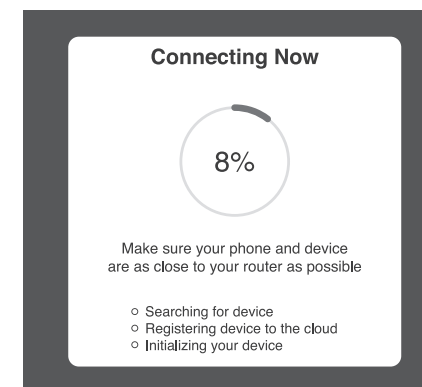 Connecting Now
8%
Make sure your phone and device
are as close to your router as possible
Searching for device
Registering device to the cloud
Initializing your device